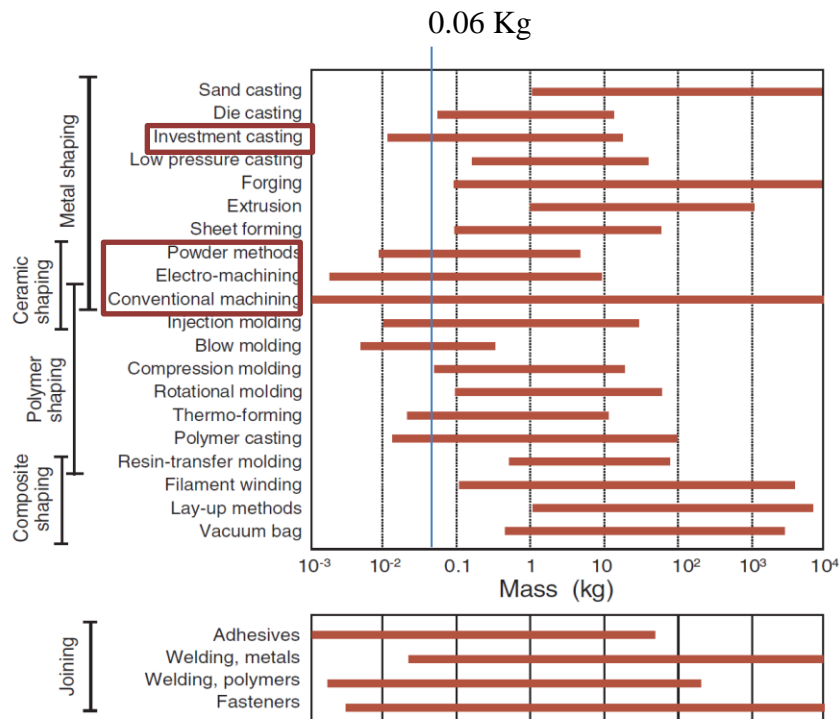 0.06 Kg
Metal shaping
Ceramic
shaping
Polymer
shaping
Composite
shaping
Sand casting
Die casting
Investment casting
Low pressure casting
Forging
Extrusion
Sheet forming
Powder methods
Electro-machining
Conventional machining
Injection molding
Blow molding
Compression molding
Rotational molding
Thermo-forming
Polymer casting
Resin-transfer molding
Filament winding
Lay-up methods
Vacuum bag
10⁻³ 10⁻² 0.1 1 10 10² 10³ 10⁴
Mass (kg)
Joining
Adhesives
Welding, metals
Welding, polymers
Fasteners